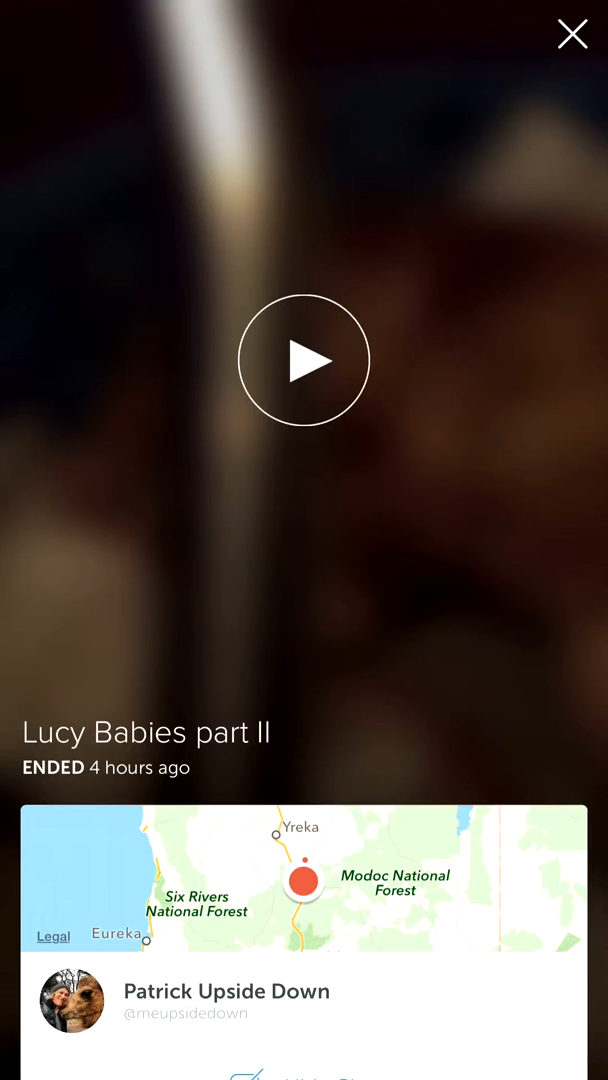 Lucy Babies part II
ENDED 4 hours ago
Yreka
Modoc National
Forest
Six Rivers
National Forest
Legal
Eureka
Patrick Upside Down
@meupsidedown